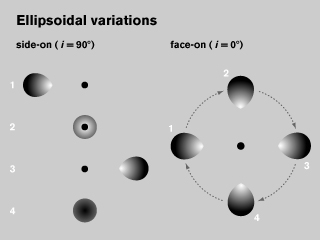 Ellipsoidal variations
side-on ( i = 90°)
face-on ( i = 0°)
1
2
3
4
1
2
3
4